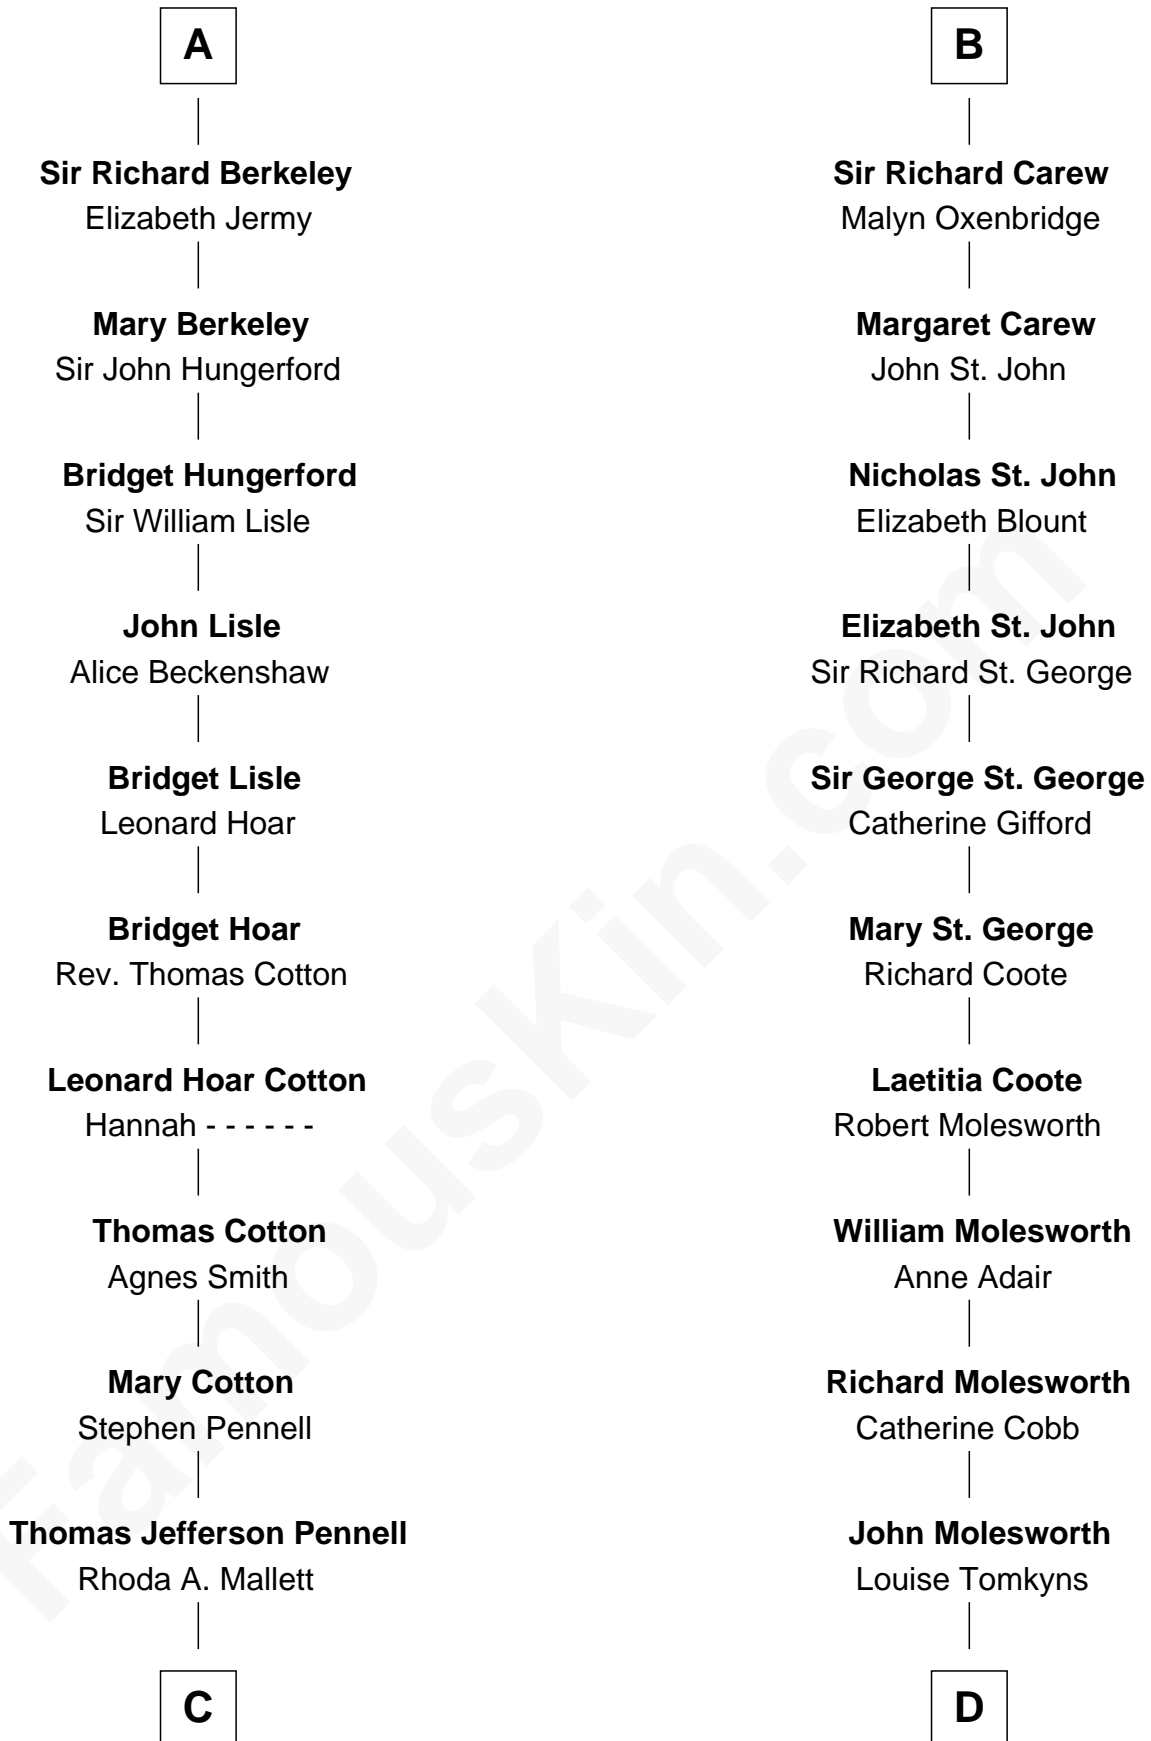 A
Sir Richard Berkeley
Elizabeth Jermy
Mary Berkeley
Sir John Hungerford
Bridget Hungerford
Sir William Lisle
John Lisle
Alice Beckenshaw
Bridget Lisle
Leonard Hoar
Bridget Hoar
Rev. Thomas Cotton
Leonard Hoar Cotton
Hannah - - - - - -
Thomas Cotton
Agnes Smith
Mary Cotton
Stephen Pennell
Thomas Jefferson Pennell
Rhoda A. Mallett
C
B
Sir Richard Carew
Malyn Oxenbridge
Margaret Carew
John St. John
Nicholas St. John
Elizabeth Blount
Elizabeth St. John
Sir Richard St. George
Sir George St. George
Catherine Gifford
Mary St. George
Richard Coote
Laetitia Coote
Robert Molesworth
William Molesworth
Anne Adair
Richard Molesworth
Catherine Cobb
John Molesworth
Louise Tomkyns
D
FamousKin.com